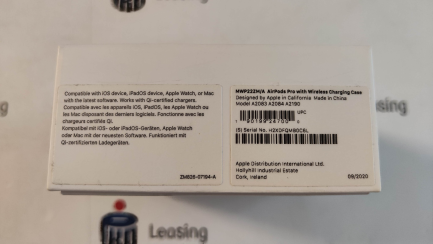 Compatible with iOS device, iPadOS device, Apple Watch, or Mac
with the latest software. Works with Qi-certified chargers.
Compatible avec les appareils iOS, iPadOS, les Apple Watch ou
les Mac disposant des derniers logiciels. Fonctionne avec les
chargeurs certifiés Qi.
Kompatibel mit iOS- oder iPadOS-Geräten, Apple Watch
oder Mac mit der neuesten Software. Funktioniert mit
Qi-zertifizierten Ladegeräten.
MWP22ZM/A AirPods Pro with Wireless Charging Case
Designed by Apple in California Made in China
Model A2083 A2084 A2190
UPC
(S) Serial No.
Apple Distribution International Ltd.
Hollyhill Industrial Estate
Cork, Ireland
09/2020
Leasing
Leasing